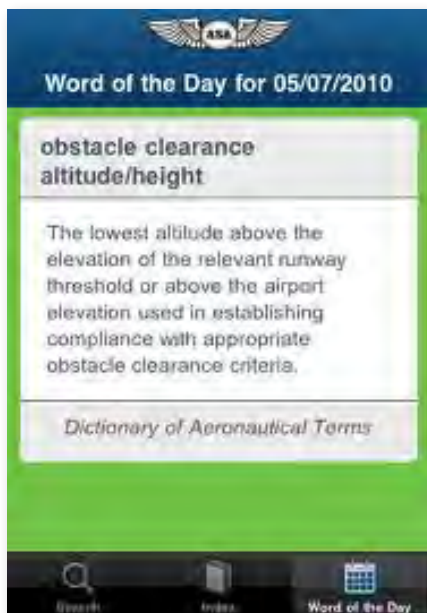 ASA
Word of the Day for 05/07/2010
obstacle clearance
altitude/height
The lowest altitude above the
elevation of the relevant runway
threshold or above the airport
elevation used in establishing
compliance with appropriate
obstacle clearance criteria.
Dictionary of Aeronautical Terms
Search Index Word of the Day